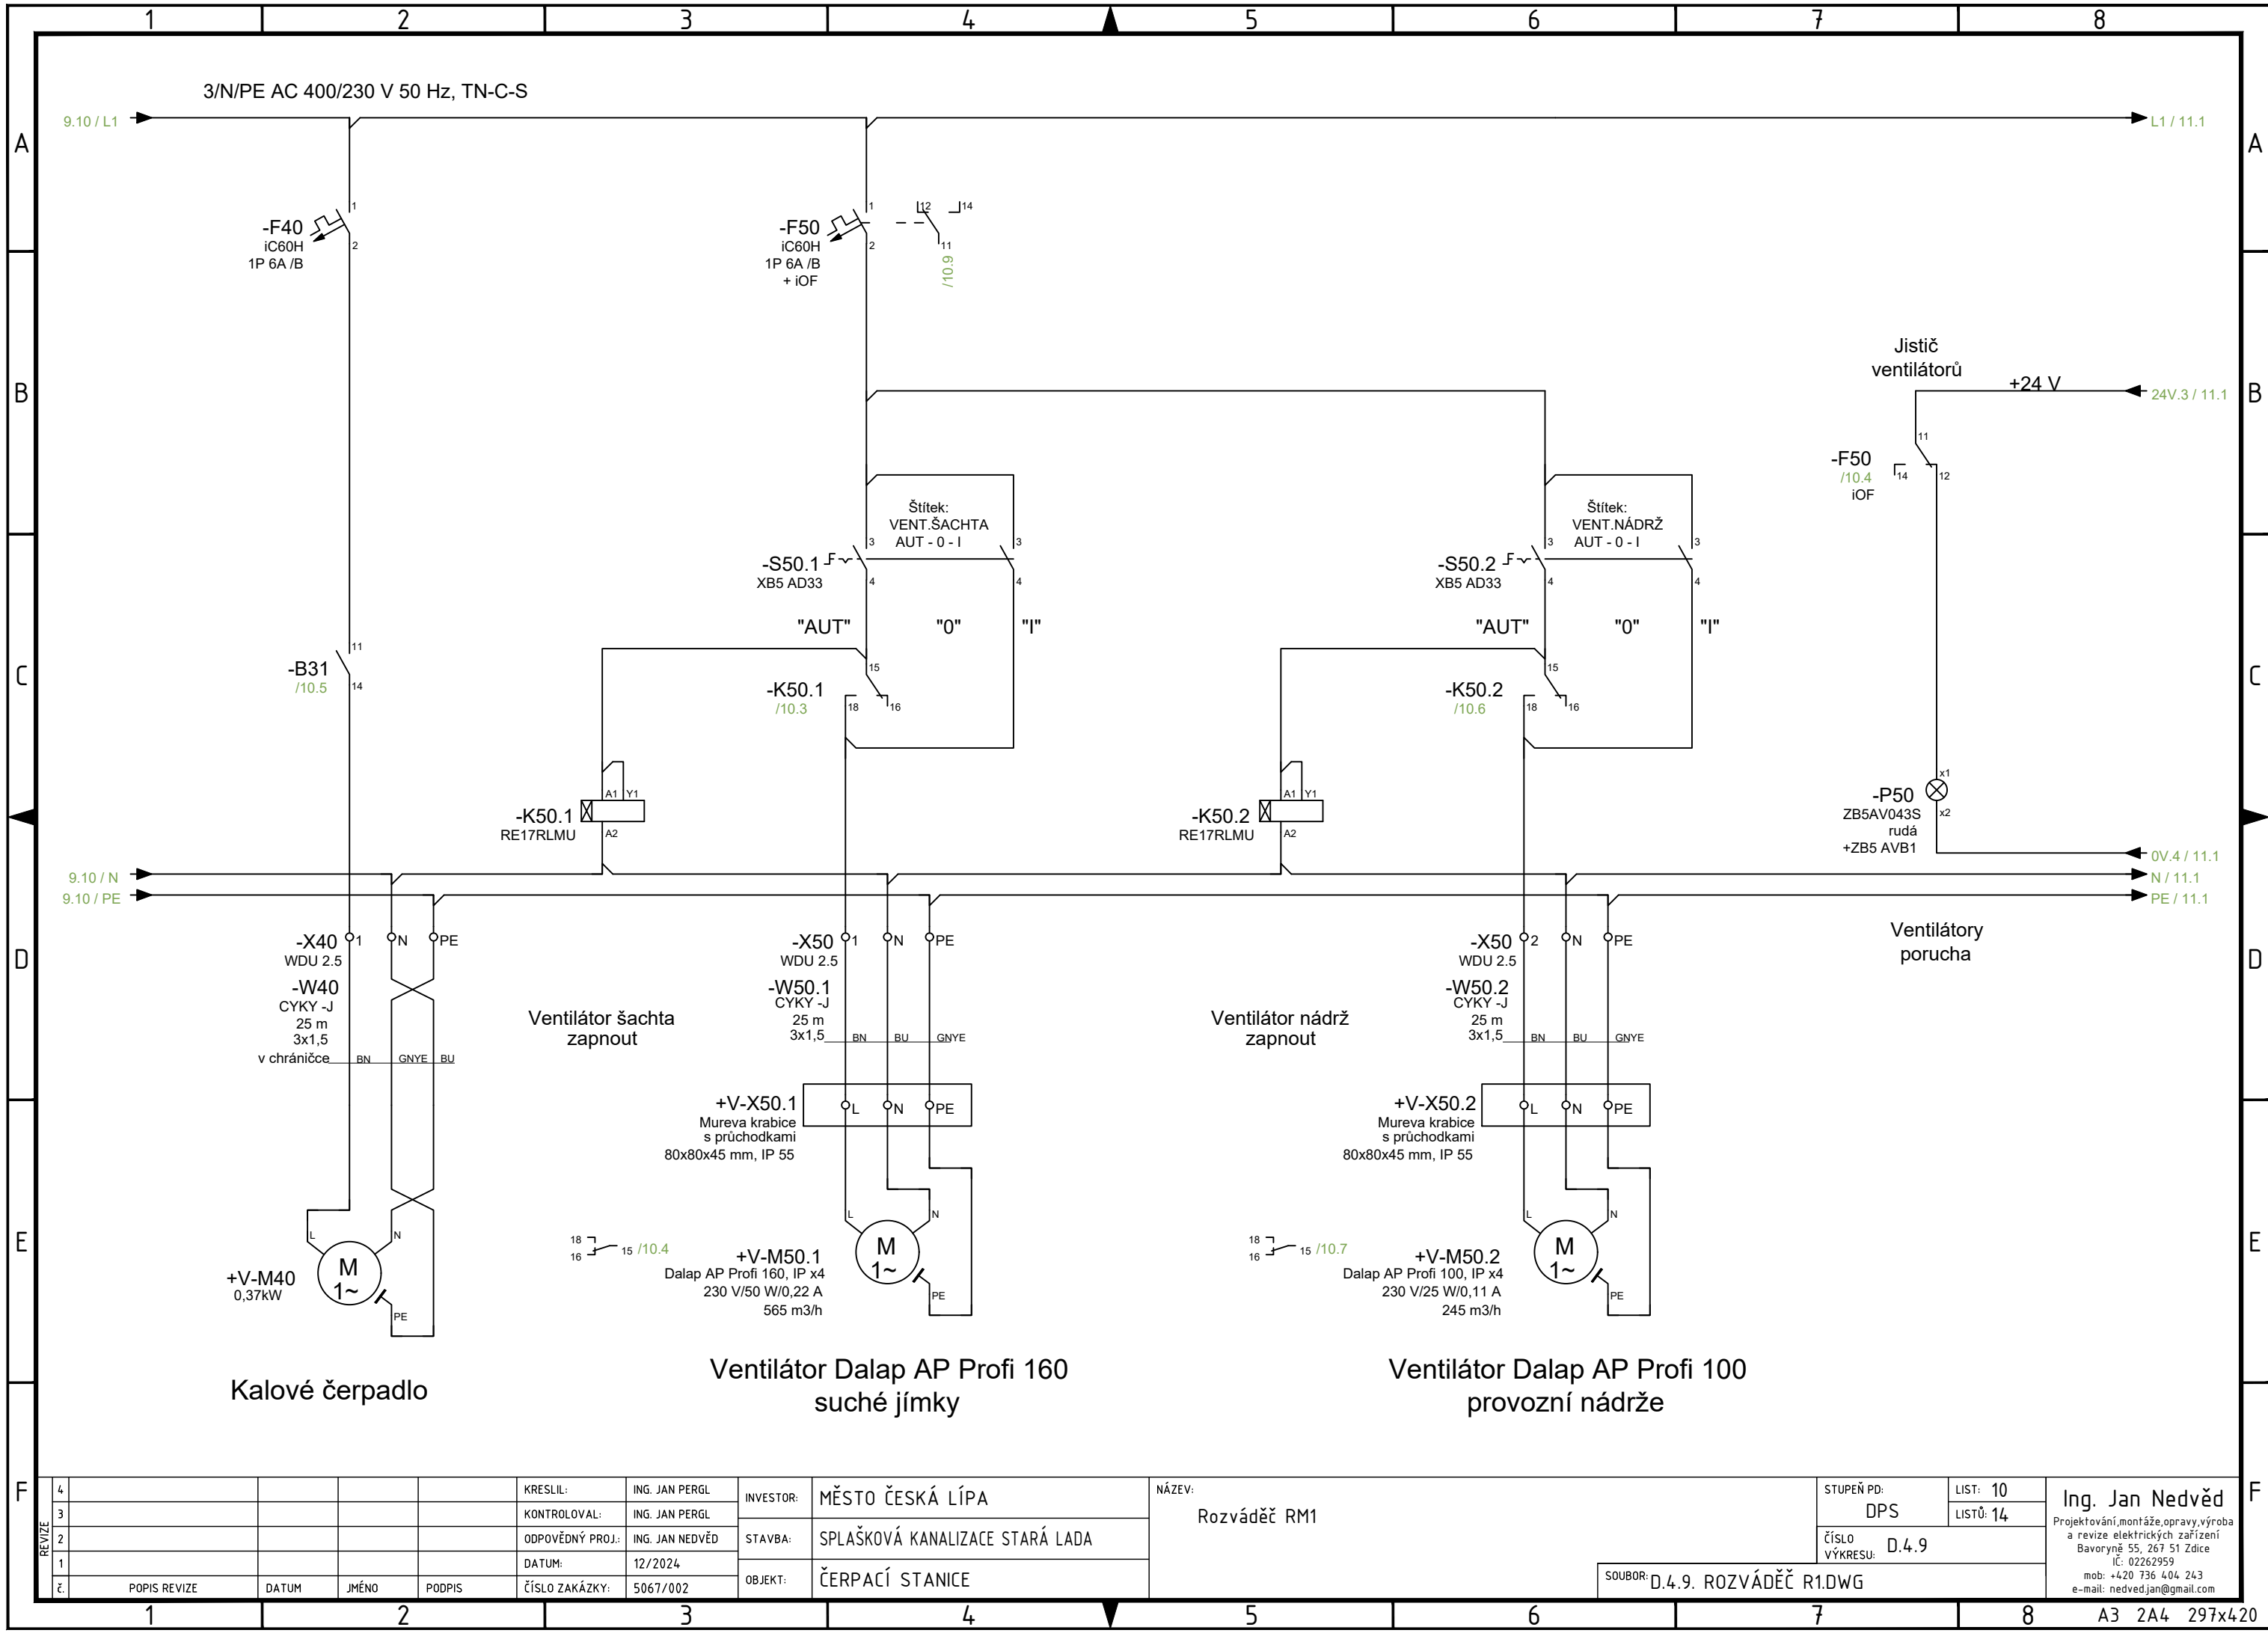 1 2 3 4 5 6 7 8
A A
B B
C C
D D
E E
F F
3/N/PE AC 400/230 V 50 Hz, TN-C-S
9.10 / L1
L1 / 11.1
-F40
iC60H
1P 6A /B
1
2
-F50
iC60H
1P 6A /B
+ iOF
1
2
12
14
11
/10.9
Jistič
ventilátorů
+24 V
24V.3 / 11.1
-F50
/10.4
iOF
11
14
12
Štítek:
VENT.ŠACHTA
AUT - 0 - I
-S50.1
XB5 AD33
3
4
3
4
"AUT"
"0"
"I"
Štítek:
VENT.NÁDRŽ
AUT - 0 - I
-S50.2
XB5 AD33
3
4
3
4
"AUT"
"0"
"I"
-B31
/10.5
11
14
-K50.1
/10.3
15
18
16
-K50.2
/10.6
15
18
16
-K50.1
RE17RLMU
A1
Y1
A2
-K50.2
RE17RLMU
A1
Y1
A2
-P50
ZB5AV043S
rudá
+ZB5 AVB1
x1
x2
0V.4 / 11.1
9.10 / N
N / 11.1
9.10 / PE
PE / 11.1
-X40
WDU 2.5
1
N
PE
-W40
CYKY -J
25 m
3x1,5
v chráničce
BN
GNYE
BU
Ventilátor šachta
zapnout
-X50
WDU 2.5
1
N
PE
-W50.1
CYKY -J
25 m
3x1,5
BN
BU
GNYE
Ventilátor nádrž
zapnout
-X50
WDU 2.5
2
N
PE
-W50.2
CYKY -J
25 m
3x1,5
BN
BU
GNYE
Ventilátory
porucha
+V-X50.1
Mureva krabice
s průchodkami
80x80x45 mm, IP 55
L
N
PE
+V-X50.2
Mureva krabice
s průchodkami
80x80x45 mm, IP 55
L
N
PE
+V-M40
0,37kW
L
N
M
1~
PE
18
16
15 /10.4
+V-M50.1
Dalap AP Profi 160, IP x4
230 V/50 W/0,22 A
565 m3/h
L
N
M
1~
PE
18
16
15 /10.7
+V-M50.2
Dalap AP Profi 100, IP x4
230 V/25 W/0,11 A
245 m3/h
L
N
M
1~
PE
Kalové čerpadlo
Ventilátor Dalap AP Profi 160
suché jímky
Ventilátor Dalap AP Profi 100
provozní nádrže
REVIZE
4
3
2
1
č. POPIS REVIZE DATUM JMÉNO PODPIS
KRESLIL: ING. JAN PERGL
KONTROLOVAL: ING. JAN PERGL
ODPOVĚDNÝ PROJ.: ING. JAN NEDVĚD
DATUM: 12/2024
ČÍSLO ZAKÁZKY: 5067/002
INVESTOR: MĚSTO ČESKÁ LÍPA
STAVBA: SPLAŠKOVÁ KANALIZACE STARÁ LADA
OBJEKT: ČERPACÍ STANICE
NÁZEV:
Rozváděč RM1
STUPEŇ PD:
DPS
LIST: 10
LISTŮ: 14
ČÍSLO
VÝKRESU: D.4.9
SOUBOR: D.4.9. ROZVÁDĚČ R1.DWG
Ing. Jan Nedvěd
Projektování,montáže,opravy,výroba
a revize elektrických zařízení
Bavoryně 55, 267 51 Zdice
IČ: 02262959
mob: +420 736 404 243
e-mail: nedved.jan@gmail.com
1 2 3 4 5 6 7 8
A3 2A4 297x420